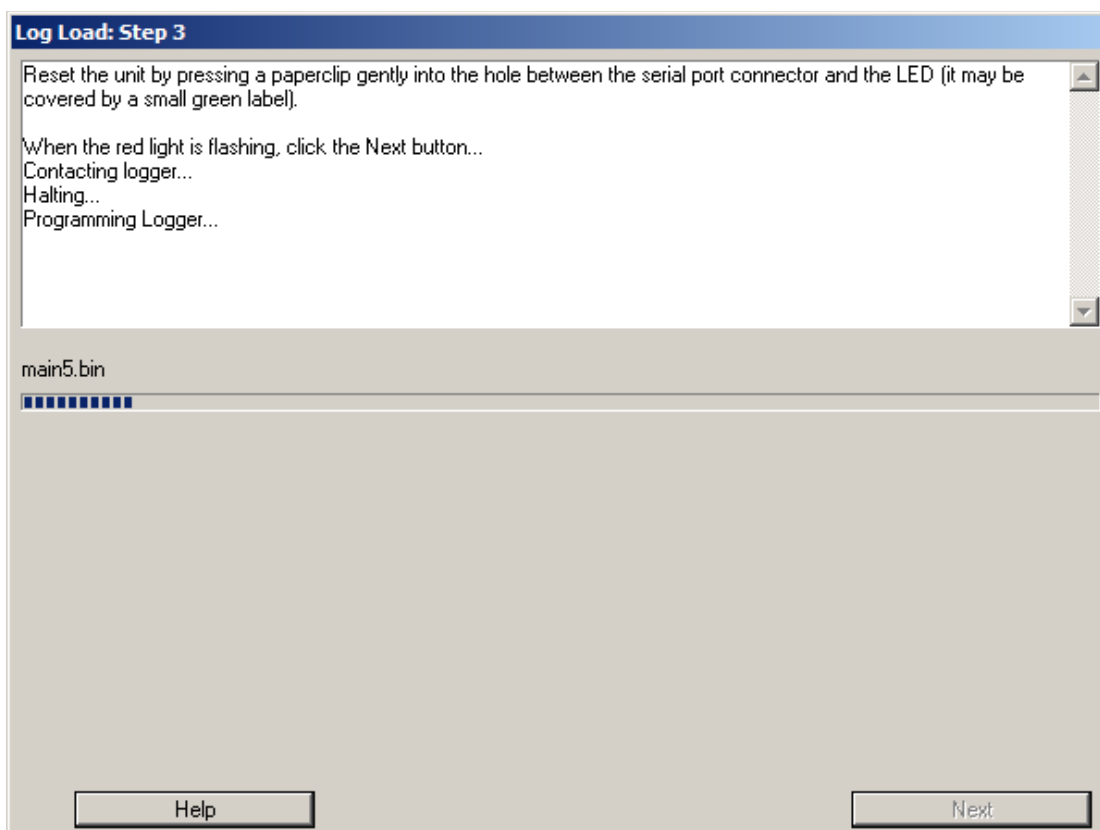 Log Load: Step 3
Reset the unit by pressing a paperclip gently into the hole between the serial port connector and the LED (it may be
covered by a small green label).
When the red light is flashing, click the Next button...
Contacting logger...
Halting...
Programming Logger...
main5.bin
Help
Next